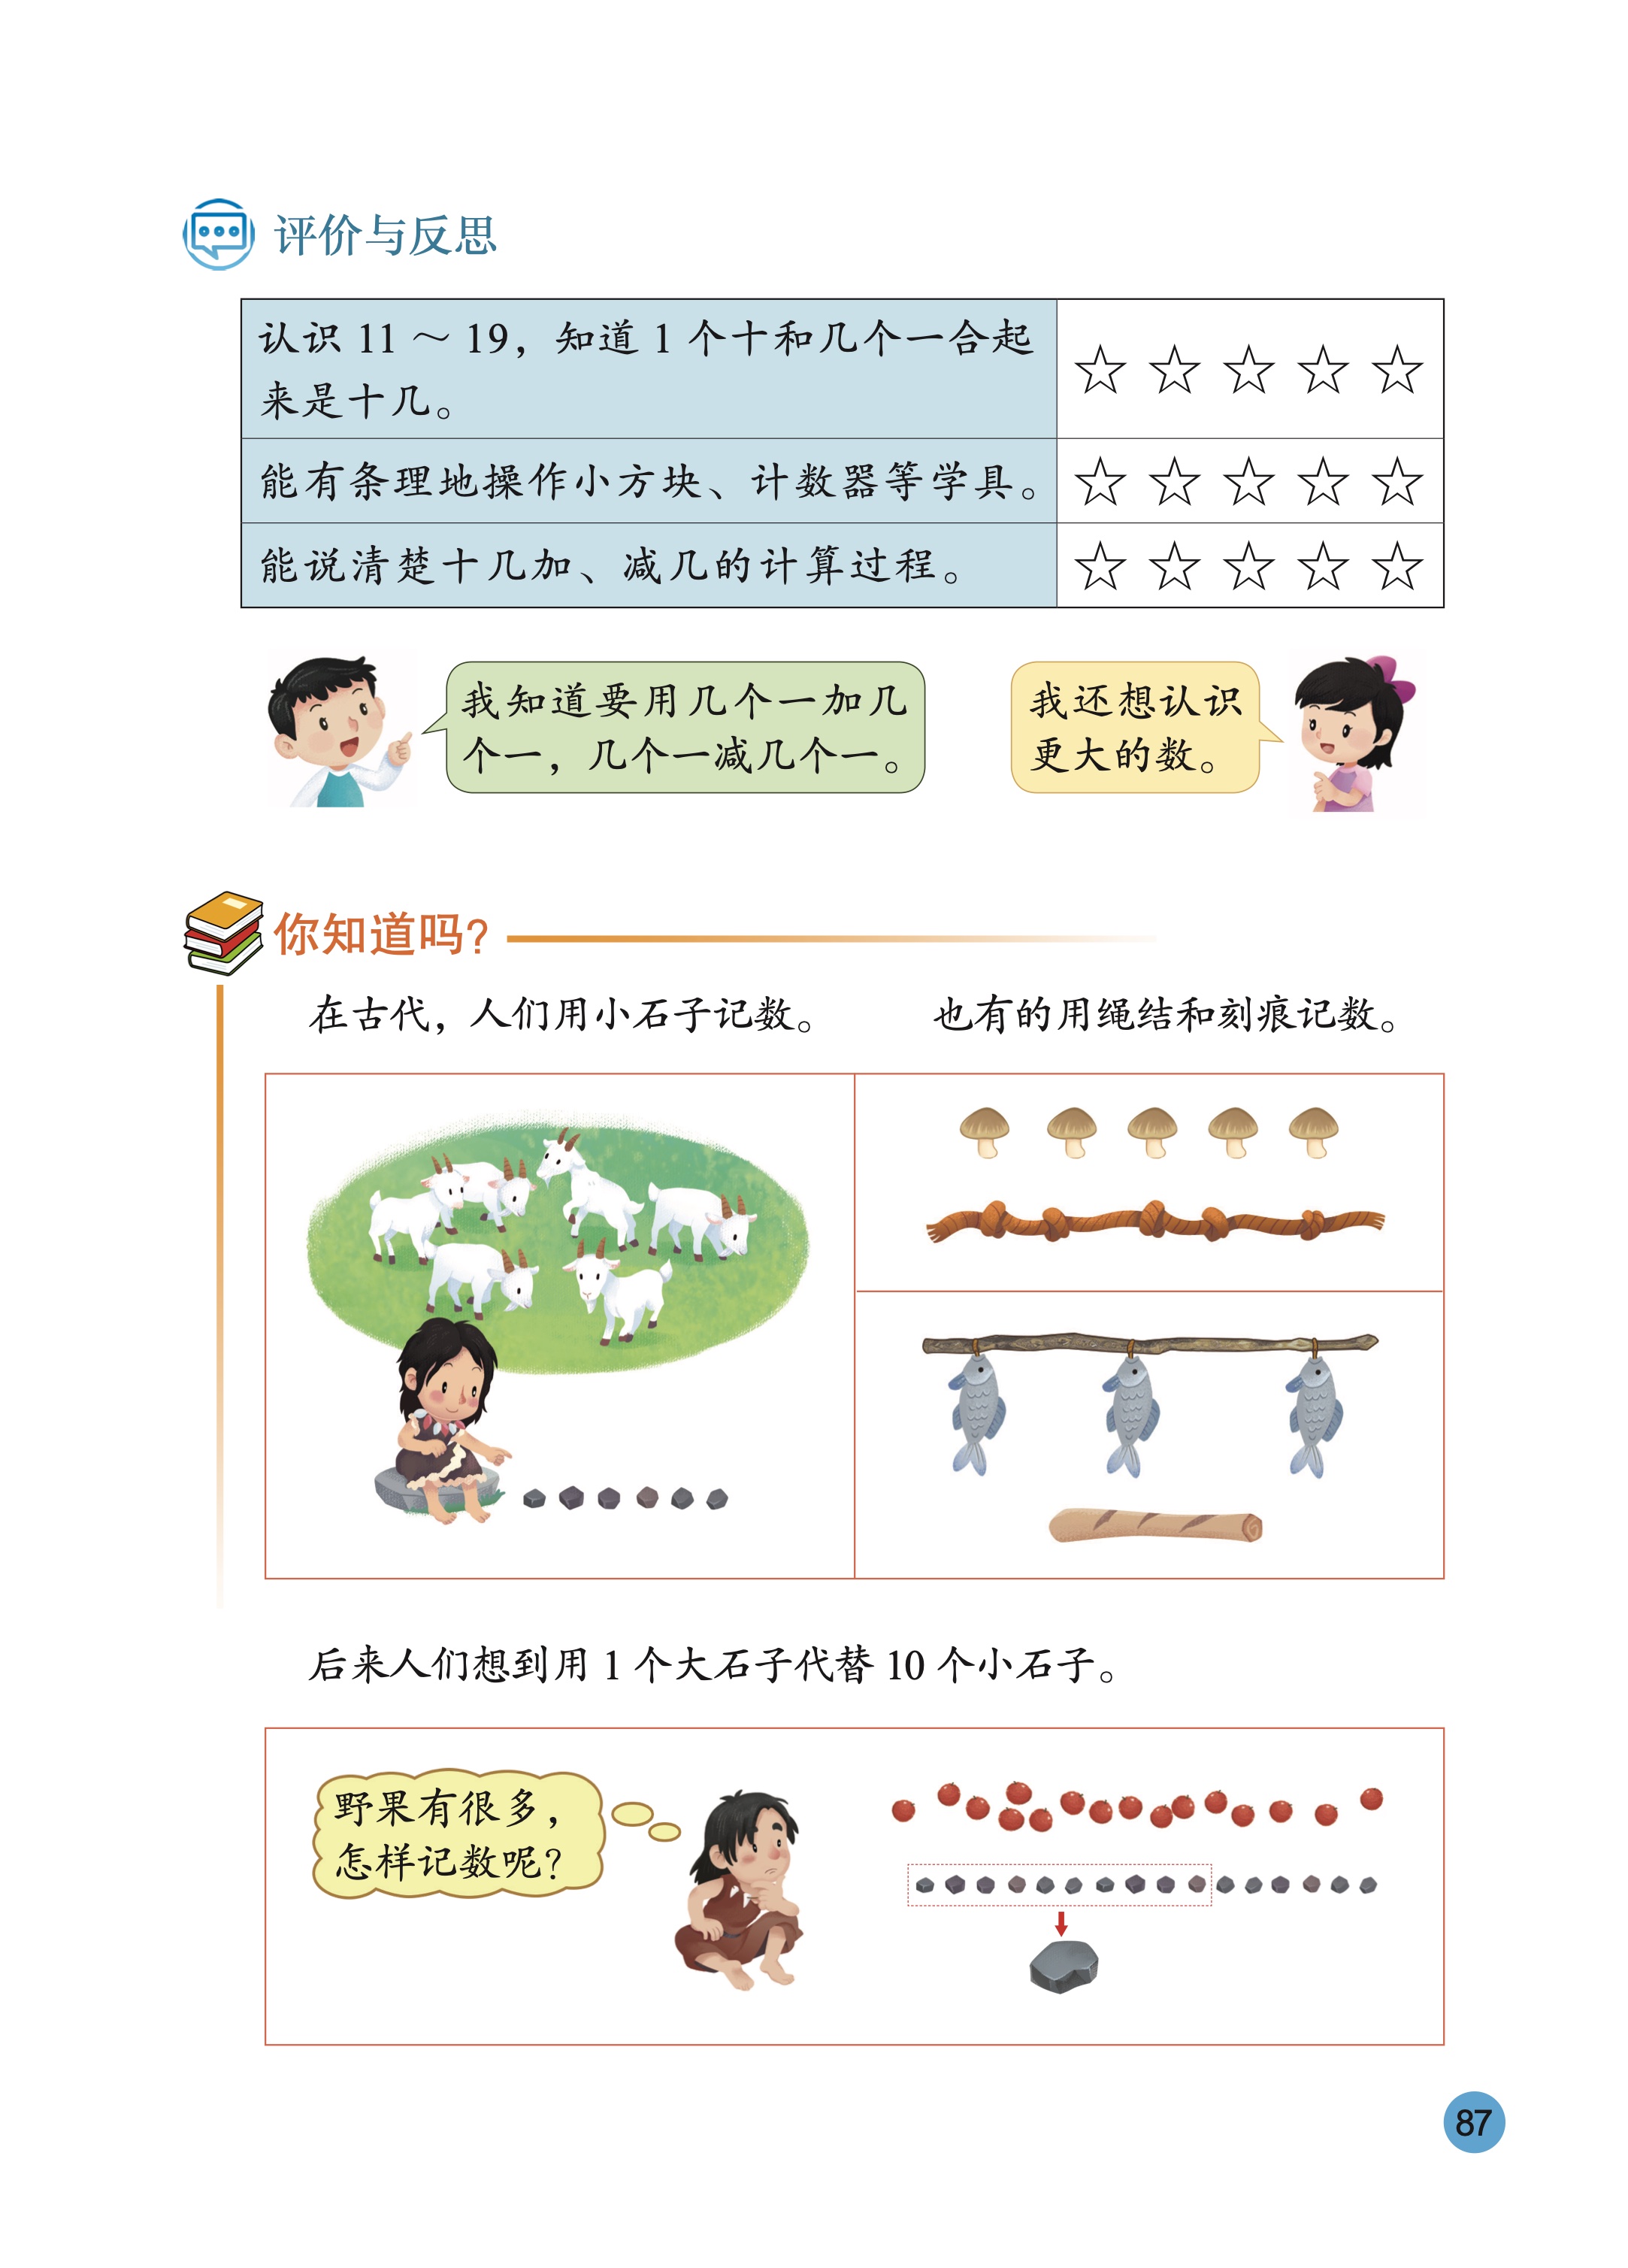 评价与反思
认识 11 ～ 19，知道 1 个十和几个一合起
来是十几。
能有条理地操作小方块、计数器等学具。
能说清楚十几加、减几的计算过程。
我知道要用几个一加几
个一，几个一减几个一。
我还想认识
更大的数。
你知道吗？
在古代，人们用小石子记数。
也有的用绳结和刻痕记数。
后来人们想到用 1 个大石子代替 10 个小石子。
野果有很多，
怎样记数呢？
87